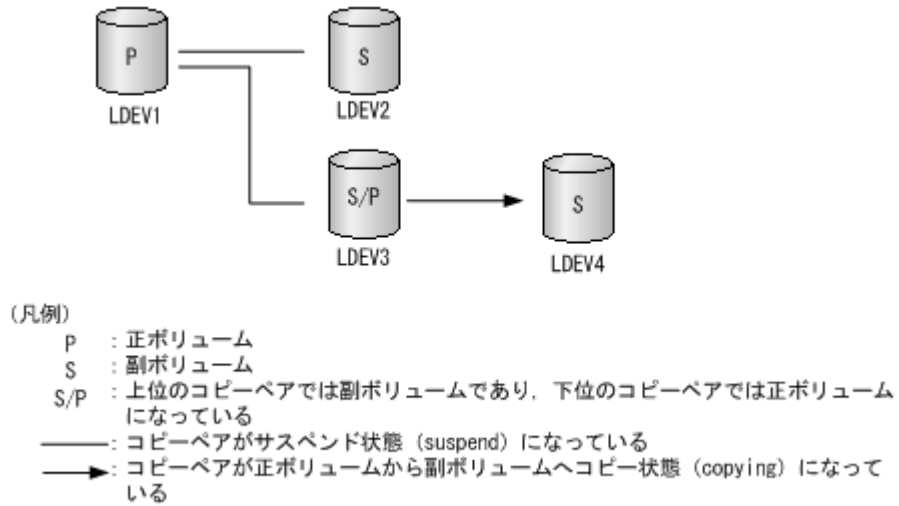 P
S
LDEV1
LDEV2
S/P
S
LDEV3
LDEV4
(凡例)
P : 正ボリューム
S : 副ボリューム
S/P : 上位のコピーペアでは副ボリュームであり, 下位のコピーペアでは正ボリューム
になっている
: コピーペアがサスペンド状態 (suspend) になっている
: コピーペアが正ボリュームから副ボリュームへコピー状態 (copying) になって
いる